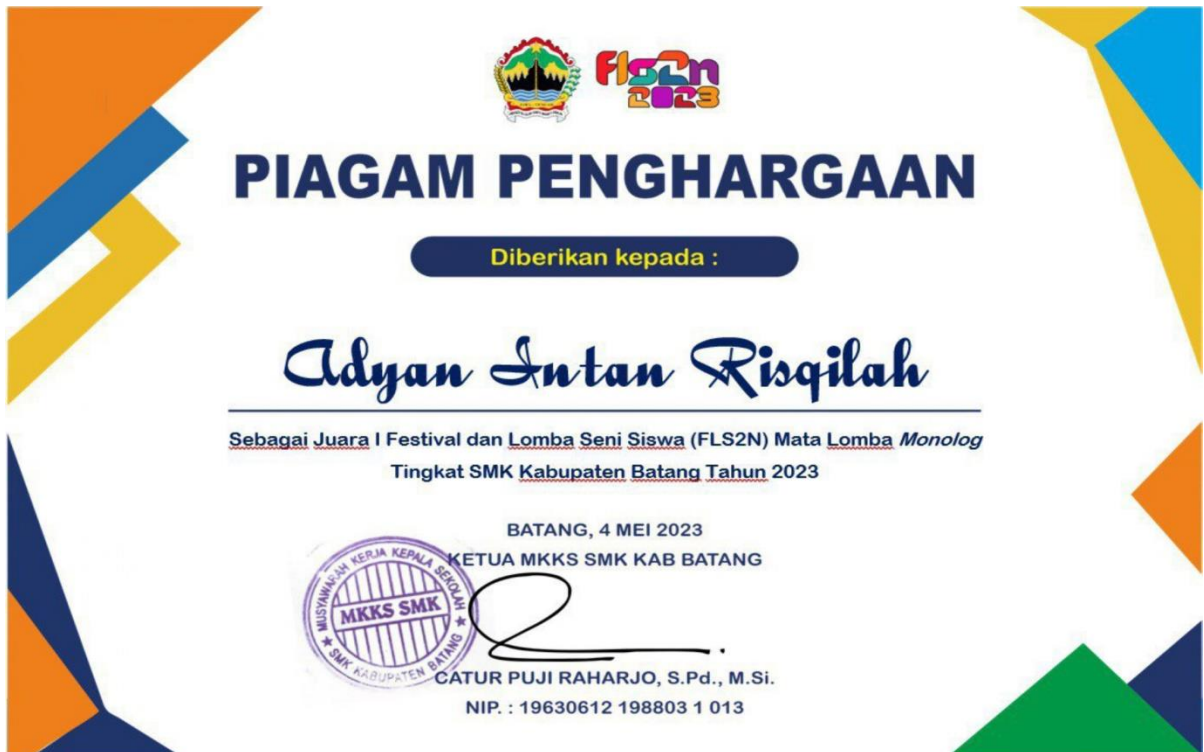 FlS2n
2023
PIAGAM PENGHARGAAN
Diberikan kepada :
Adyan Intan Risqilah
Sebagai Juara I Festival dan Lomba Seni Siswa (FLS2N) Mata Lomba Monolog
Tingkat SMK Kabupaten Batang Tahun 2023
BATANG, 4 MEI 2023
KETUA MKKS SMK KAB BATANG
MUSYAWARAH KERJA KEPALA SEKOLAH
MKKS SMK
SMK KABUPATEN BATANG
CATUR PUJI RAHARJO, S.Pd., M.Si.
NIP. : 19630612 198803 1 013